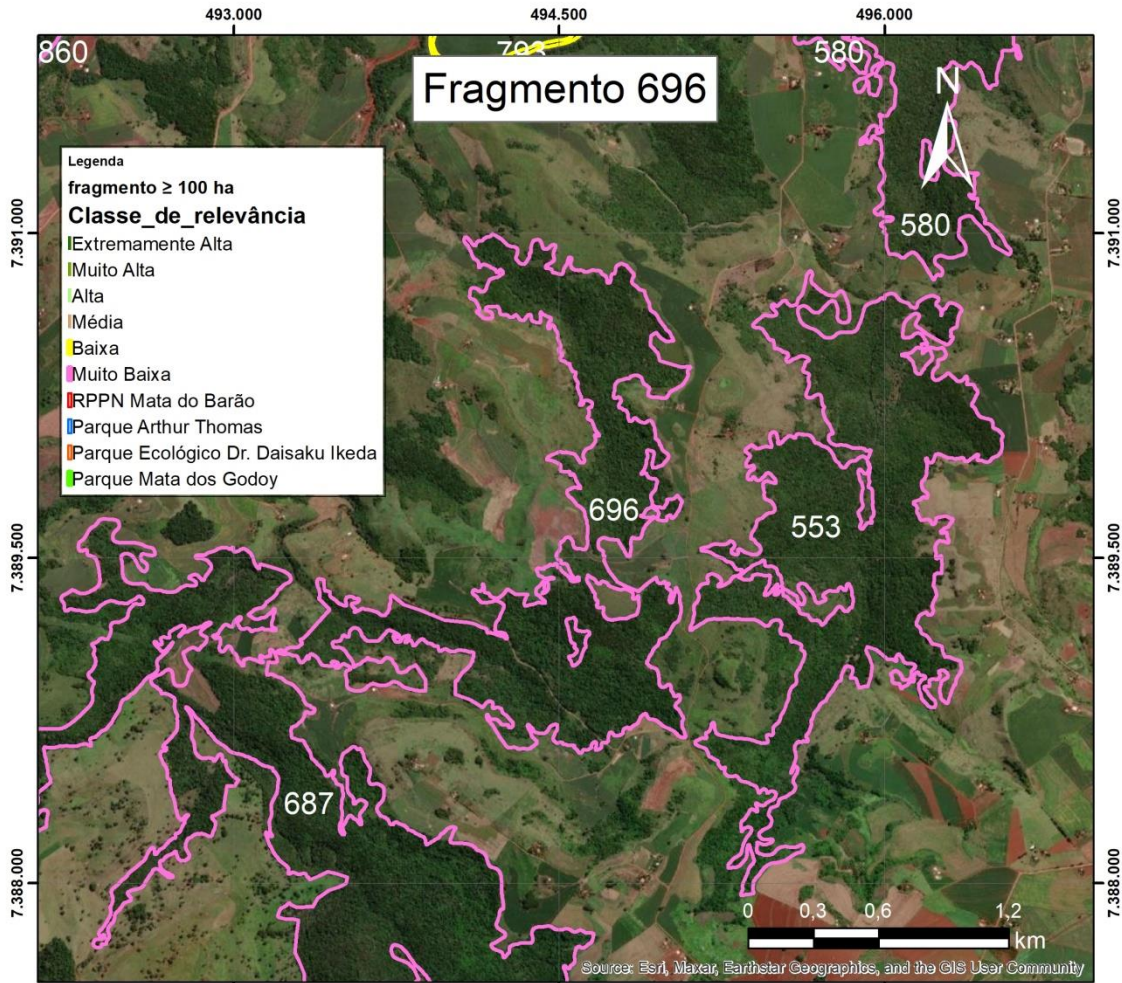 493.000
494.500
496.000
860
793
580
Fragmento 696
N
Legenda
fragmento ≥ 100 ha
Classe_de_relevância
Extremamente Alta
Muito Alta
Alta
Média
Baixa
Muito Baixa
RPPN Mata do Barão
Parque Arthur Thomas
Parque Ecológico Dr. Daisaku Ikeda
Parque Mata dos Godoy
7.391.000
7.391.000
580
696
553
7.389.500
7.389.500
687
7.388.000
7.388.000
0
0,3
0,6
1,2
km
Source: Esri, Maxar, Earthstar Geographics, and the GIS User Community